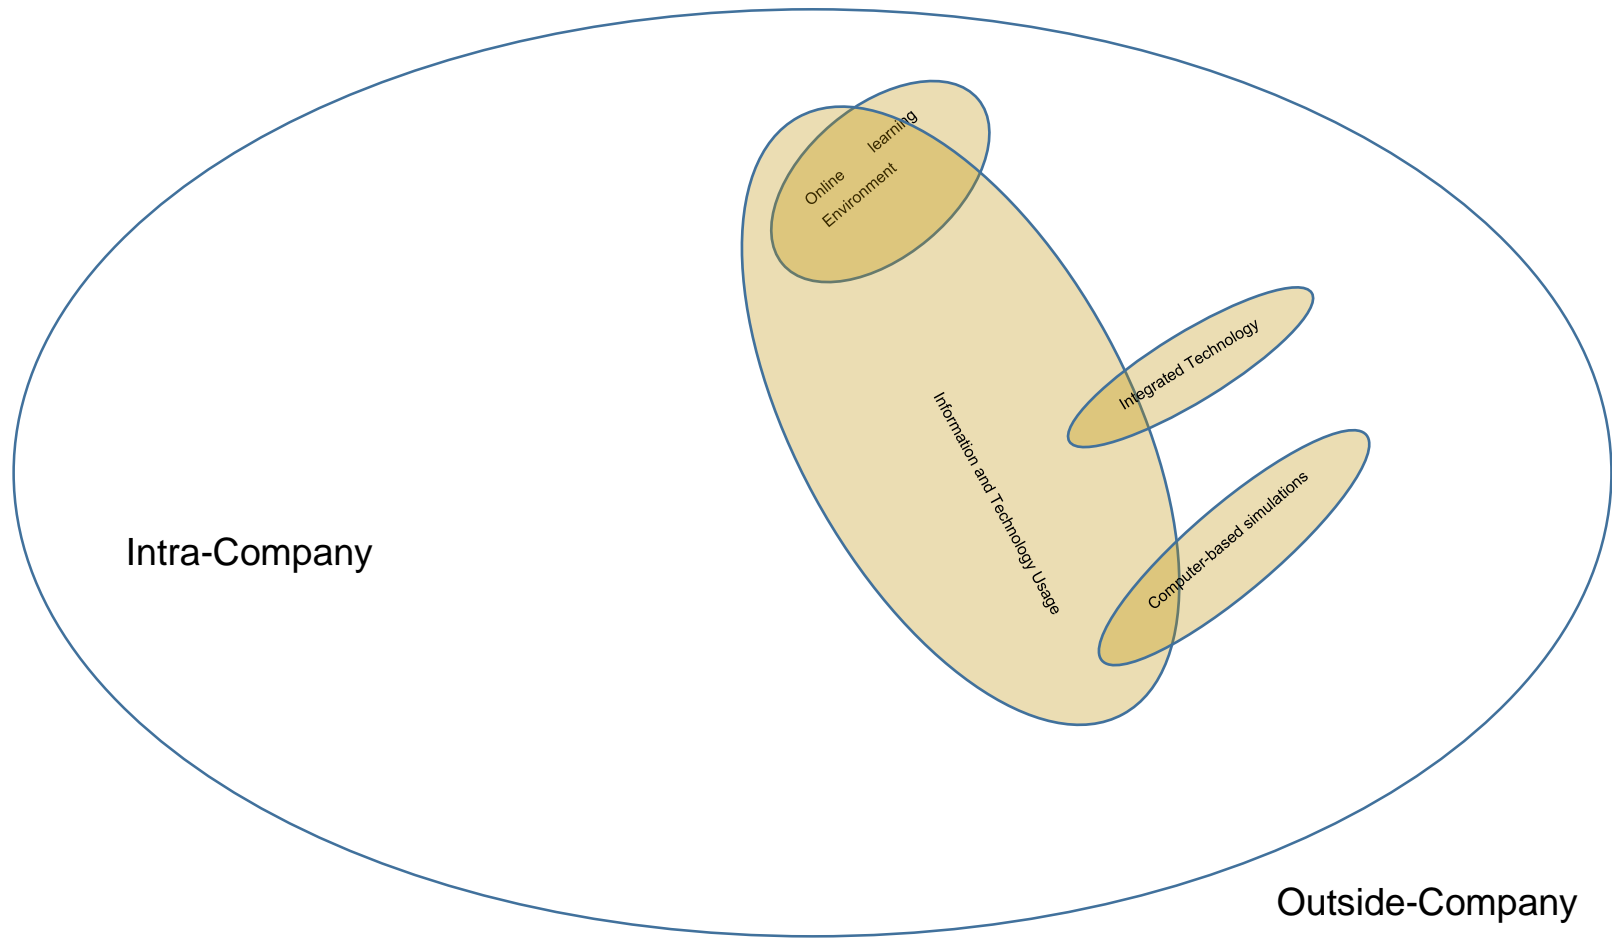 Online learning
Environment
Integrated Technology
Information and Technology Usage
Computer-based simulations
Intra-Company
Outside-Company